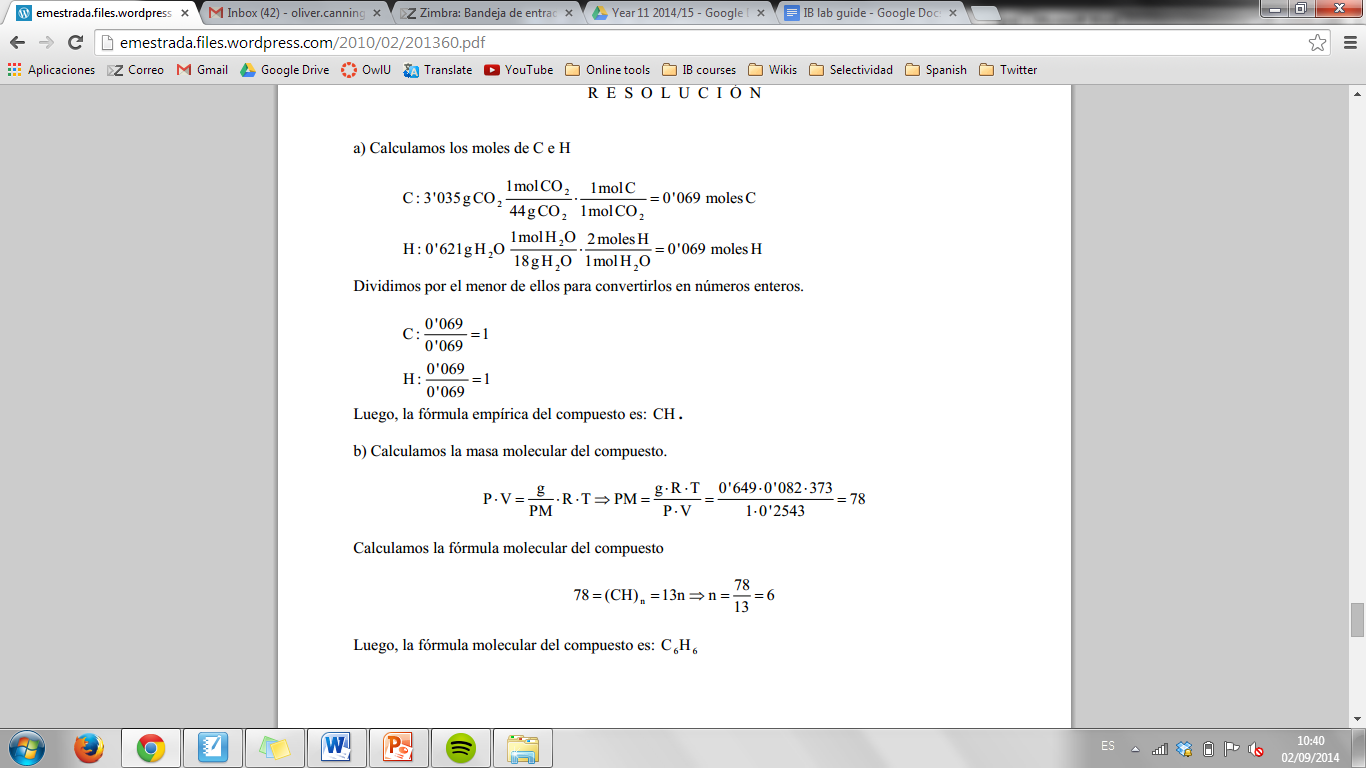 emestrada.files.wordpress
Inbox (42) - oliver.canning
Zimbra: Bandeja de entrad
Year 11 2014/15 - Google
IB lab guide - Google Doc
emestrada.files.wordpress.com/2010/02/201360.pdf
Aplicaciones Correo Gmail Google Drive OwlU Translate YouTube Online tools IB courses Wikis Selectividad Spanish Twitter
R E S O L U C I Ó N
a) Calculamos los moles de C e H
C : 3'035 g CO₂ (1 mol CO₂ / 44 g CO₂) · (1 mol C / 1 mol CO₂) = 0'069 moles C
H : 0'621 g H₂O (1 mol H₂O / 18 g H₂O) · (2 moles H / 1 mol H₂O) = 0'069 moles H
Dividimos por el menor de ellos para convertirlos en números enteros.
C : 0'069 / 0'069 = 1
H : 0'069 / 0'069 = 1
Luego, la fórmula empírica del compuesto es: CH .
b) Calculamos la masa molecular del compuesto.
P · V = (g / PM) · R · T ⇒ PM = (g · R · T) / (P · V) = (0'649 · 0'082 · 373) / (1 · 0'2543) = 78
Calculamos la fórmula molecular del compuesto
78 = (CH)ₙ = 13n ⇒ n = 78 / 13 = 6
Luego, la fórmula molecular del compuesto es: C₆H₆
ES
10:40
02/09/2014